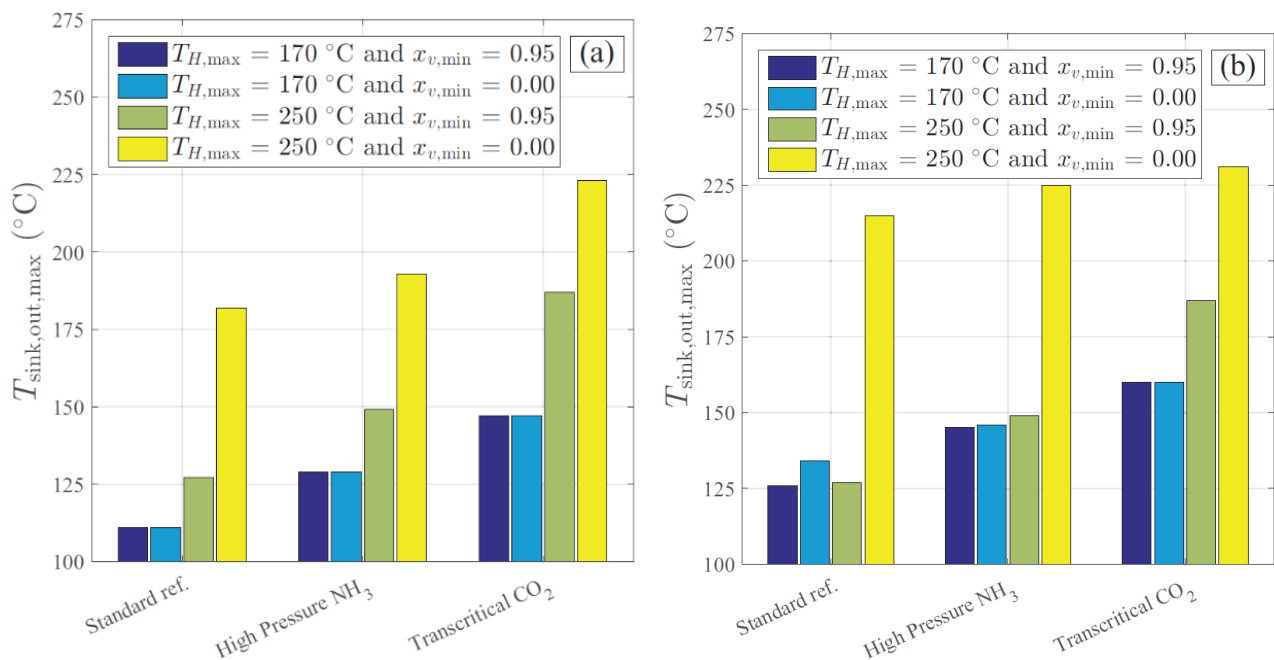 275
250
225
200
175
150
125
100
T_sink,out,max (°C)
T_H,max = 170 °C and x_v,min = 0.95
T_H,max = 170 °C and x_v,min = 0.00
T_H,max = 250 °C and x_v,min = 0.95
T_H,max = 250 °C and x_v,min = 0.00
(a)
Standard ref.
High Pressure NH₃
Transcritical CO₂
275
250
225
200
175
150
125
100
T_sink,out,max (°C)
T_H,max = 170 °C and x_v,min = 0.95
T_H,max = 170 °C and x_v,min = 0.00
T_H,max = 250 °C and x_v,min = 0.95
T_H,max = 250 °C and x_v,min = 0.00
(b)
Standard ref.
High Pressure NH₃
Transcritical CO₂